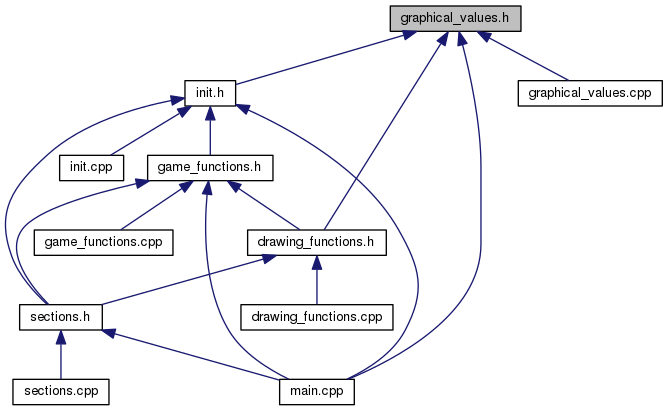 graphical_values.h
init.h
graphical_values.cpp
init.cpp
game_functions.h
game_functions.cpp
drawing_functions.h
sections.h
drawing_functions.cpp
sections.cpp
main.cpp